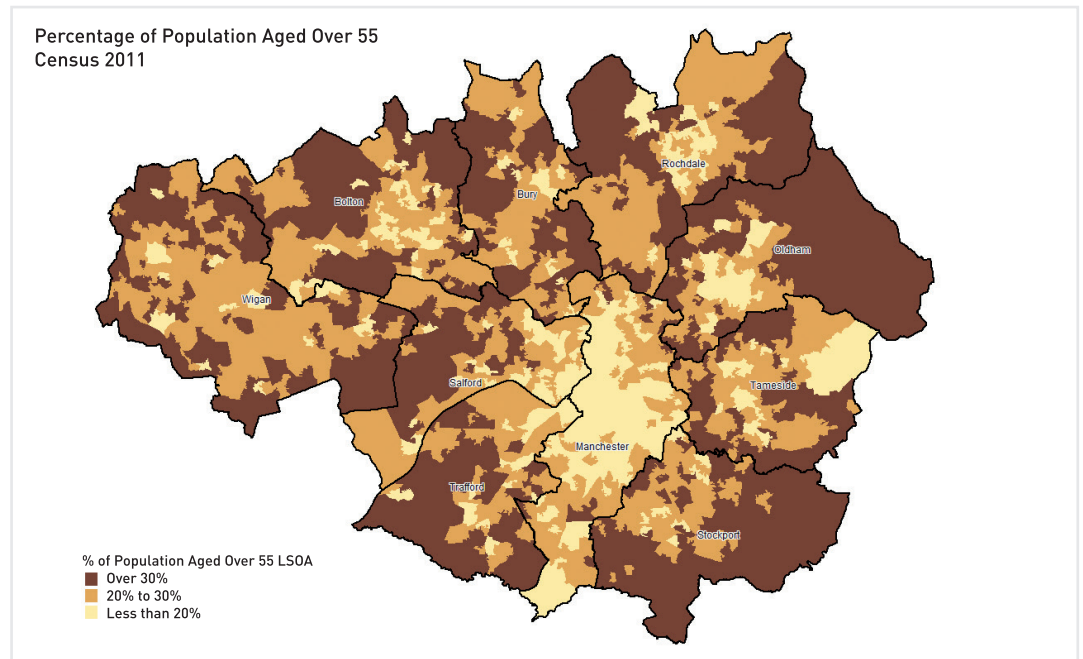 Percentage of Population Aged Over 55
Census 2011
Rochdale
Bury
Bolton
Oldham
Wigan
Salford
Tameside
Manchester
Trafford
Stockport
% of Population Aged Over 55 LSOA
Over 30%
20% to 30%
Less than 20%